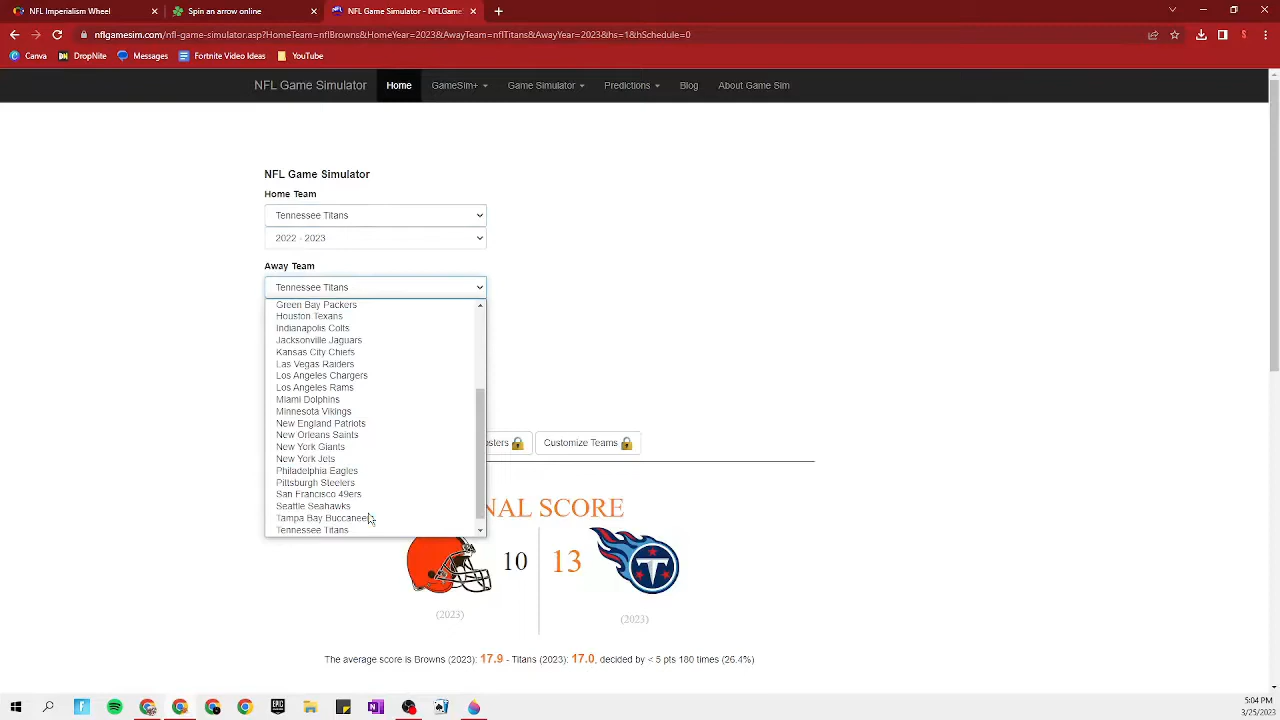 NFL Imperialism Wheel
Spin an arrow online
NFL Game Simulator - NFLGame
nflgamesim.com/nfl-game-simulator.asp?HomeTeam=nflBrowns&HomeYear=2023&AwayTeam=nflTitans&AwayYear=2023&hs=1&hSchedule=0
S
Canva
DropNite
Messages
Fortnite Video Ideas
YouTube
NFL Game Simulator
Home
GameSim+
Game Simulator
Predictions
Blog
About Game Sim
NFL Game Simulator
Home Team
Tennessee Titans
2022 - 2023
Away Team
Tennessee Titans
Green Bay Packers
Houston Texans
Indianapolis Colts
Jacksonville Jaguars
Kansas City Chiefs
Las Vegas Raiders
Los Angeles Chargers
Los Angeles Rams
Miami Dolphins
Minnesota Vikings
New England Patriots
New Orleans Saints
New York Giants
New York Jets
Philadelphia Eagles
Pittsburgh Steelers
San Francisco 49ers
Seattle Seahawks
Tampa Bay Buccaneers
Tennessee Titans
sters
Customize Teams
NAL SCORE
10
13
T
(2023)
(2023)
The average score is Browns (2023): 17.9 - Titans (2023): 17.0, decided by < 5 pts 180 times (26.4%)
EPIC
5:04 PM
3/25/2023